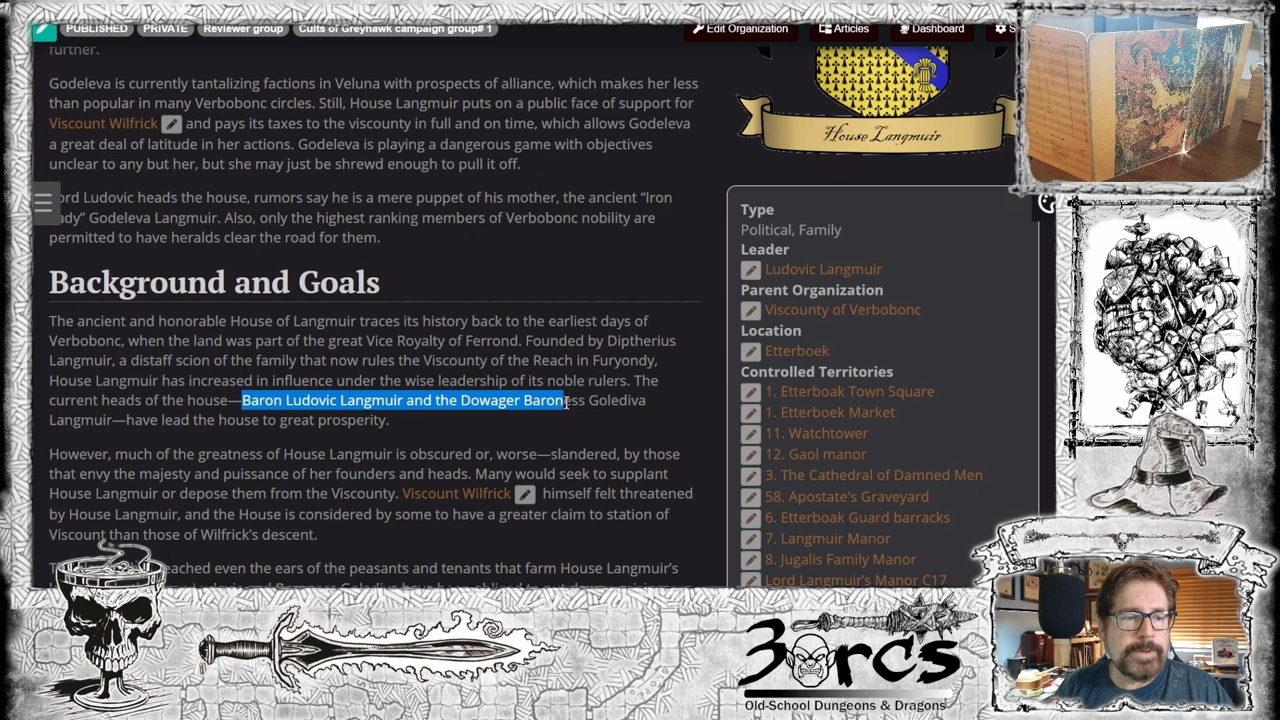 PUBLISHED
PRIVATE
Reviewer group
Cults of Greyhawk campaign group# 1
Edit Organization
Articles
Dashboard
further.
Godeleva is currently tantalizing factions in Veluna with prospects of alliance, which makes her less
than popular in many Verbobonc circles. Still, House Langmuir puts on a public face of support for
Viscount Wilfrick and pays its taxes to the viscounty in full and on time, which allows Godeleva
a great deal of latitude in her actions. Godeleva is playing a dangerous game with objectives
unclear to any but her, but she may just be shrewd enough to pull it off.
ord Ludovic heads the house, rumors say he is a mere puppet of his mother, the ancient “Iron
ady” Godeleva Langmuir. Also, only the highest ranking members of Verbobonc nobility are
permitted to have heralds clear the road for them.
Background and Goals
The ancient and honorable House of Langmuir traces its history back to the earliest days of
Verbobonc, when the land was part of the great Vice Royalty of Ferrond. Founded by Diptherius
Langmuir, a distaff scion of the family that now rules the Viscounty of the Reach in Furyondy,
House Langmuir has increased in influence under the wise leadership of its noble rulers. The
current heads of the house—Baron Ludovic Langmuir and the Dowager Baroness Golediva
Langmuir—have lead the house to great prosperity.
However, much of the greatness of House Langmuir is obscured or, worse—slandered, by those
that envy the majesty and puissance of her founders and heads. Many would seek to supplant
House Langmuir or depose them from the Viscounty. Viscount Wilfrick himself felt threatened
by House Langmuir, and the House is considered by some to have a greater claim to station of
Viscount than those of Wilfrick’s descent.
reached even the ears of the peasants and tenants that farm House Langmuir’s
House Langmuir
Type
Political, Family
Leader
Ludovic Langmuir
Parent Organization
Viscounty of Verbobonc
Location
Etterboek
Controlled Territories
1. Etterboak Town Square
1. Etterboek Market
11. Watchtower
12. Gaol manor
3. The Cathedral of Damned Men
58. Apostate's Graveyard
6. Etterboak Guard barracks
7. Langmuir Manor
8. Jugalis Family Manor
Lord Langmuir's Manor C17
3 orcs
Old-School Dungeons & Dragons